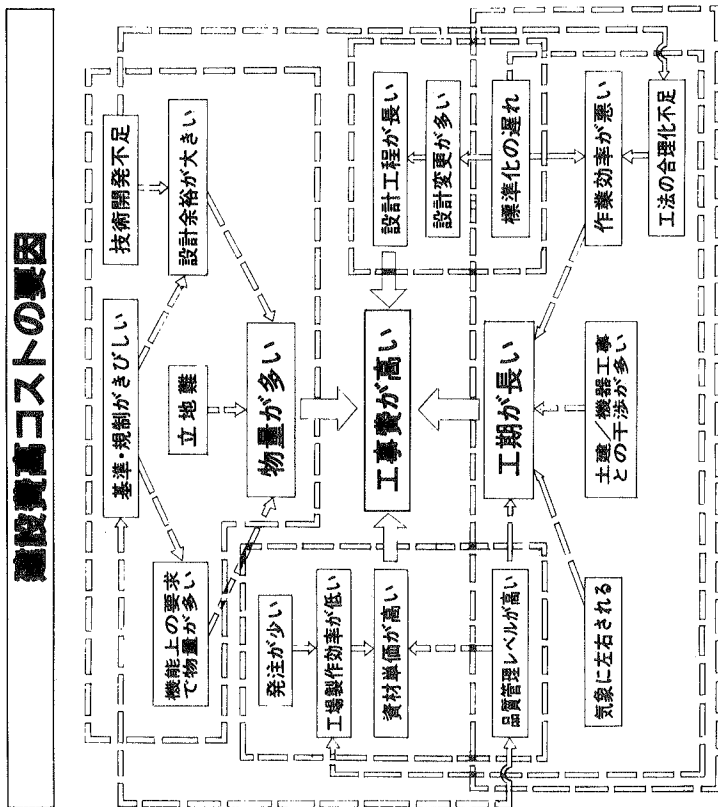 建設費高コストの要因
基準・規制がきびしい
技術開発不足
機能上の要求
で物量が多い
立地難
設計余裕が大きい
物量が多い
発注が少い
工場製作効率が低い
資材単価が高い
工事費が高い
設計工程が長い
設計変更が多い
標準化の遅れ
品質管理レベルが高い
工期が長い
作業効率が悪い
気象に左右される
土建／機器工事
との干渉が多い
工法の合理化不足